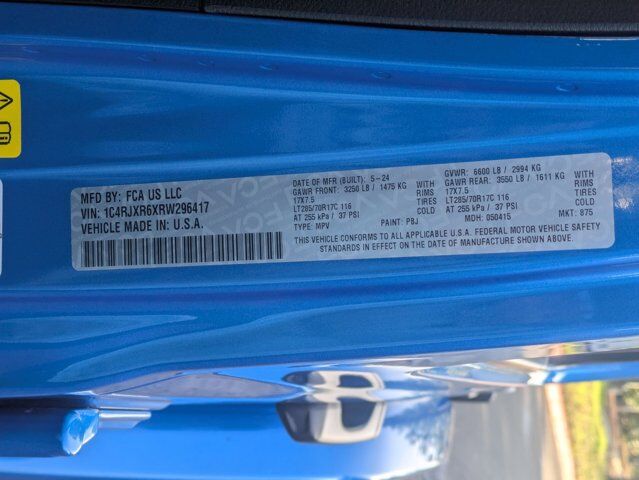 MFD BY: FCA US LLC
VIN: 1C4RJXR6XRW296417
VEHICLE MADE IN: U.S.A.
DATE OF MFR (BUILT): 5-24
GAWR FRONT: 3250 LB / 1475 KG
RIMS
17X7.5
LT285/70R17C 116
AT 255 kPa / 37 PSI COLD
TYPE: MPV
PAINT: PBJ
GVWR: 6600 LB / 2994 KG
GAWR REAR: 3550 LB / 1611 KG
WITH
RIMS
17X7.5
LT285/70R17C 116
AT 255 kPa / 37 PSI COLD
MDH: 050415
MKT: 875
THIS VEHICLE CONFORMS TO ALL APPLICABLE U.S.A. FEDERAL MOTOR VEHICLE SAFETY
STANDARDS IN EFFECT ON THE DATE OF MANUFACTURE SHOWN ABOVE.